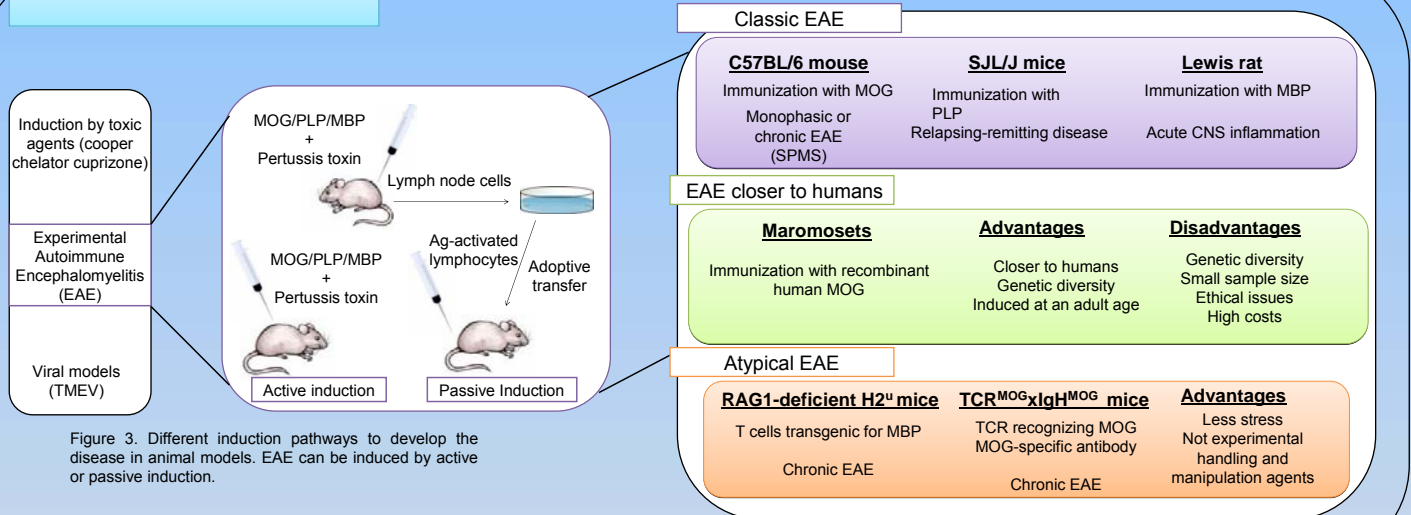 Induction by toxic
agents (cooper
chelator cuprizone)
Experimental
Autoimmune
Encephalomyelitis
(EAE)
Viral models
(TMEV)
MOG/PLP/MBP
+
Pertussis toxin
Lymph node cells
Ag-activated
lymphocytes
Adoptive
transfer
MOG/PLP/MBP
+
Pertussis toxin
Active induction
Passive Induction
Figure 3. Different induction pathways to develop the
disease in animal models. EAE can be induced by active
or passive induction.
Classic EAE
C57BL/6 mouse
Immunization with MOG
Monophasic or
chronic EAE
(SPMS)
SJL/J mice
Immunization with
PLP
Relapsing-remitting disease
Lewis rat
Immunization with MBP
Acute CNS inflammation
EAE closer to humans
Maromosets
Immunization with recombinant
human MOG
Advantages
Closer to humans
Genetic diversity
Induced at an adult age
Disadvantages
Genetic diversity
Small sample size
Ethical issues
High costs
Atypical EAE
RAG1-deficient H2ᵘ mice
T cells transgenic for MBP
Chronic EAE
TCRᴹᴼᴳxIgHᴹᴼᴳ mice
TCR recognizing MOG
MOG-specific antibody
Chronic EAE
Advantages
Less stress
Not experimental
handling and
manipulation agents